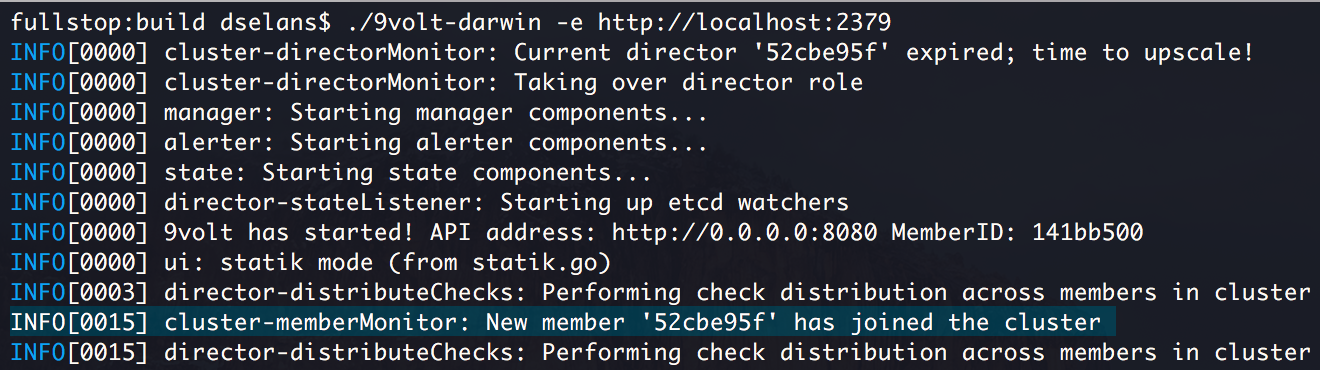 fullstop:build dselans$ ./9volt-darwin -e http://localhost:2379
INFO[0000] cluster-directorMonitor: Current director '52cbe95f' expired; time to upscale!
INFO[0000] cluster-directorMonitor: Taking over director role
INFO[0000] manager: Starting manager components...
INFO[0000] alerter: Starting alerter components...
INFO[0000] state: Starting state components...
INFO[0000] director-stateListener: Starting up etcd watchers
INFO[0000] 9volt has started! API address: http://0.0.0.0:8080 MemberID: 141bb500
INFO[0000] ui: statik mode (from statik.go)
INFO[0003] director-distributeChecks: Performing check distribution across members in cluster
INFO[0015] cluster-memberMonitor: New member '52cbe95f' has joined the cluster
INFO[0015] director-distributeChecks: Performing check distribution across members in cluster